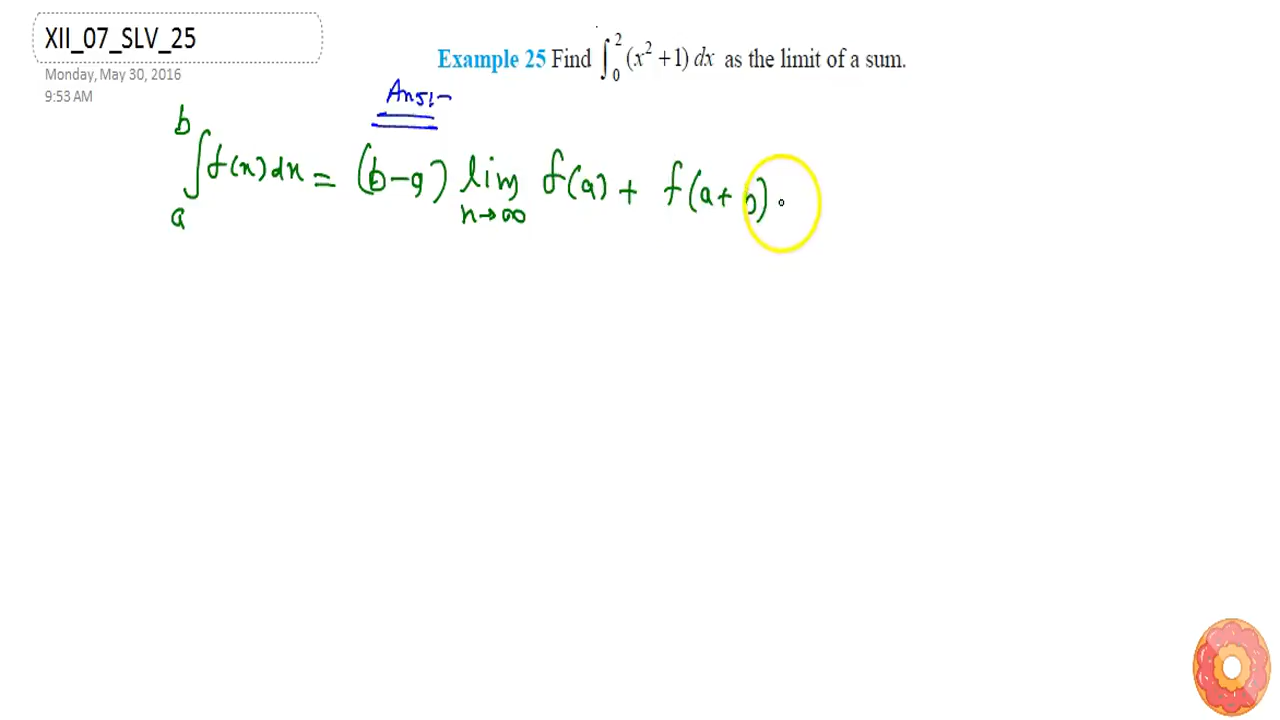 XII_07_SLV_25
Monday, May 30, 2016
9:53 AM
Example 25 Find ∫₀² (x² + 1) dx as the limit of a sum.
Ans:-
∫ₐᵇ f(x) dx = (b-a) lim n→∞ f(a) + f(a+h)